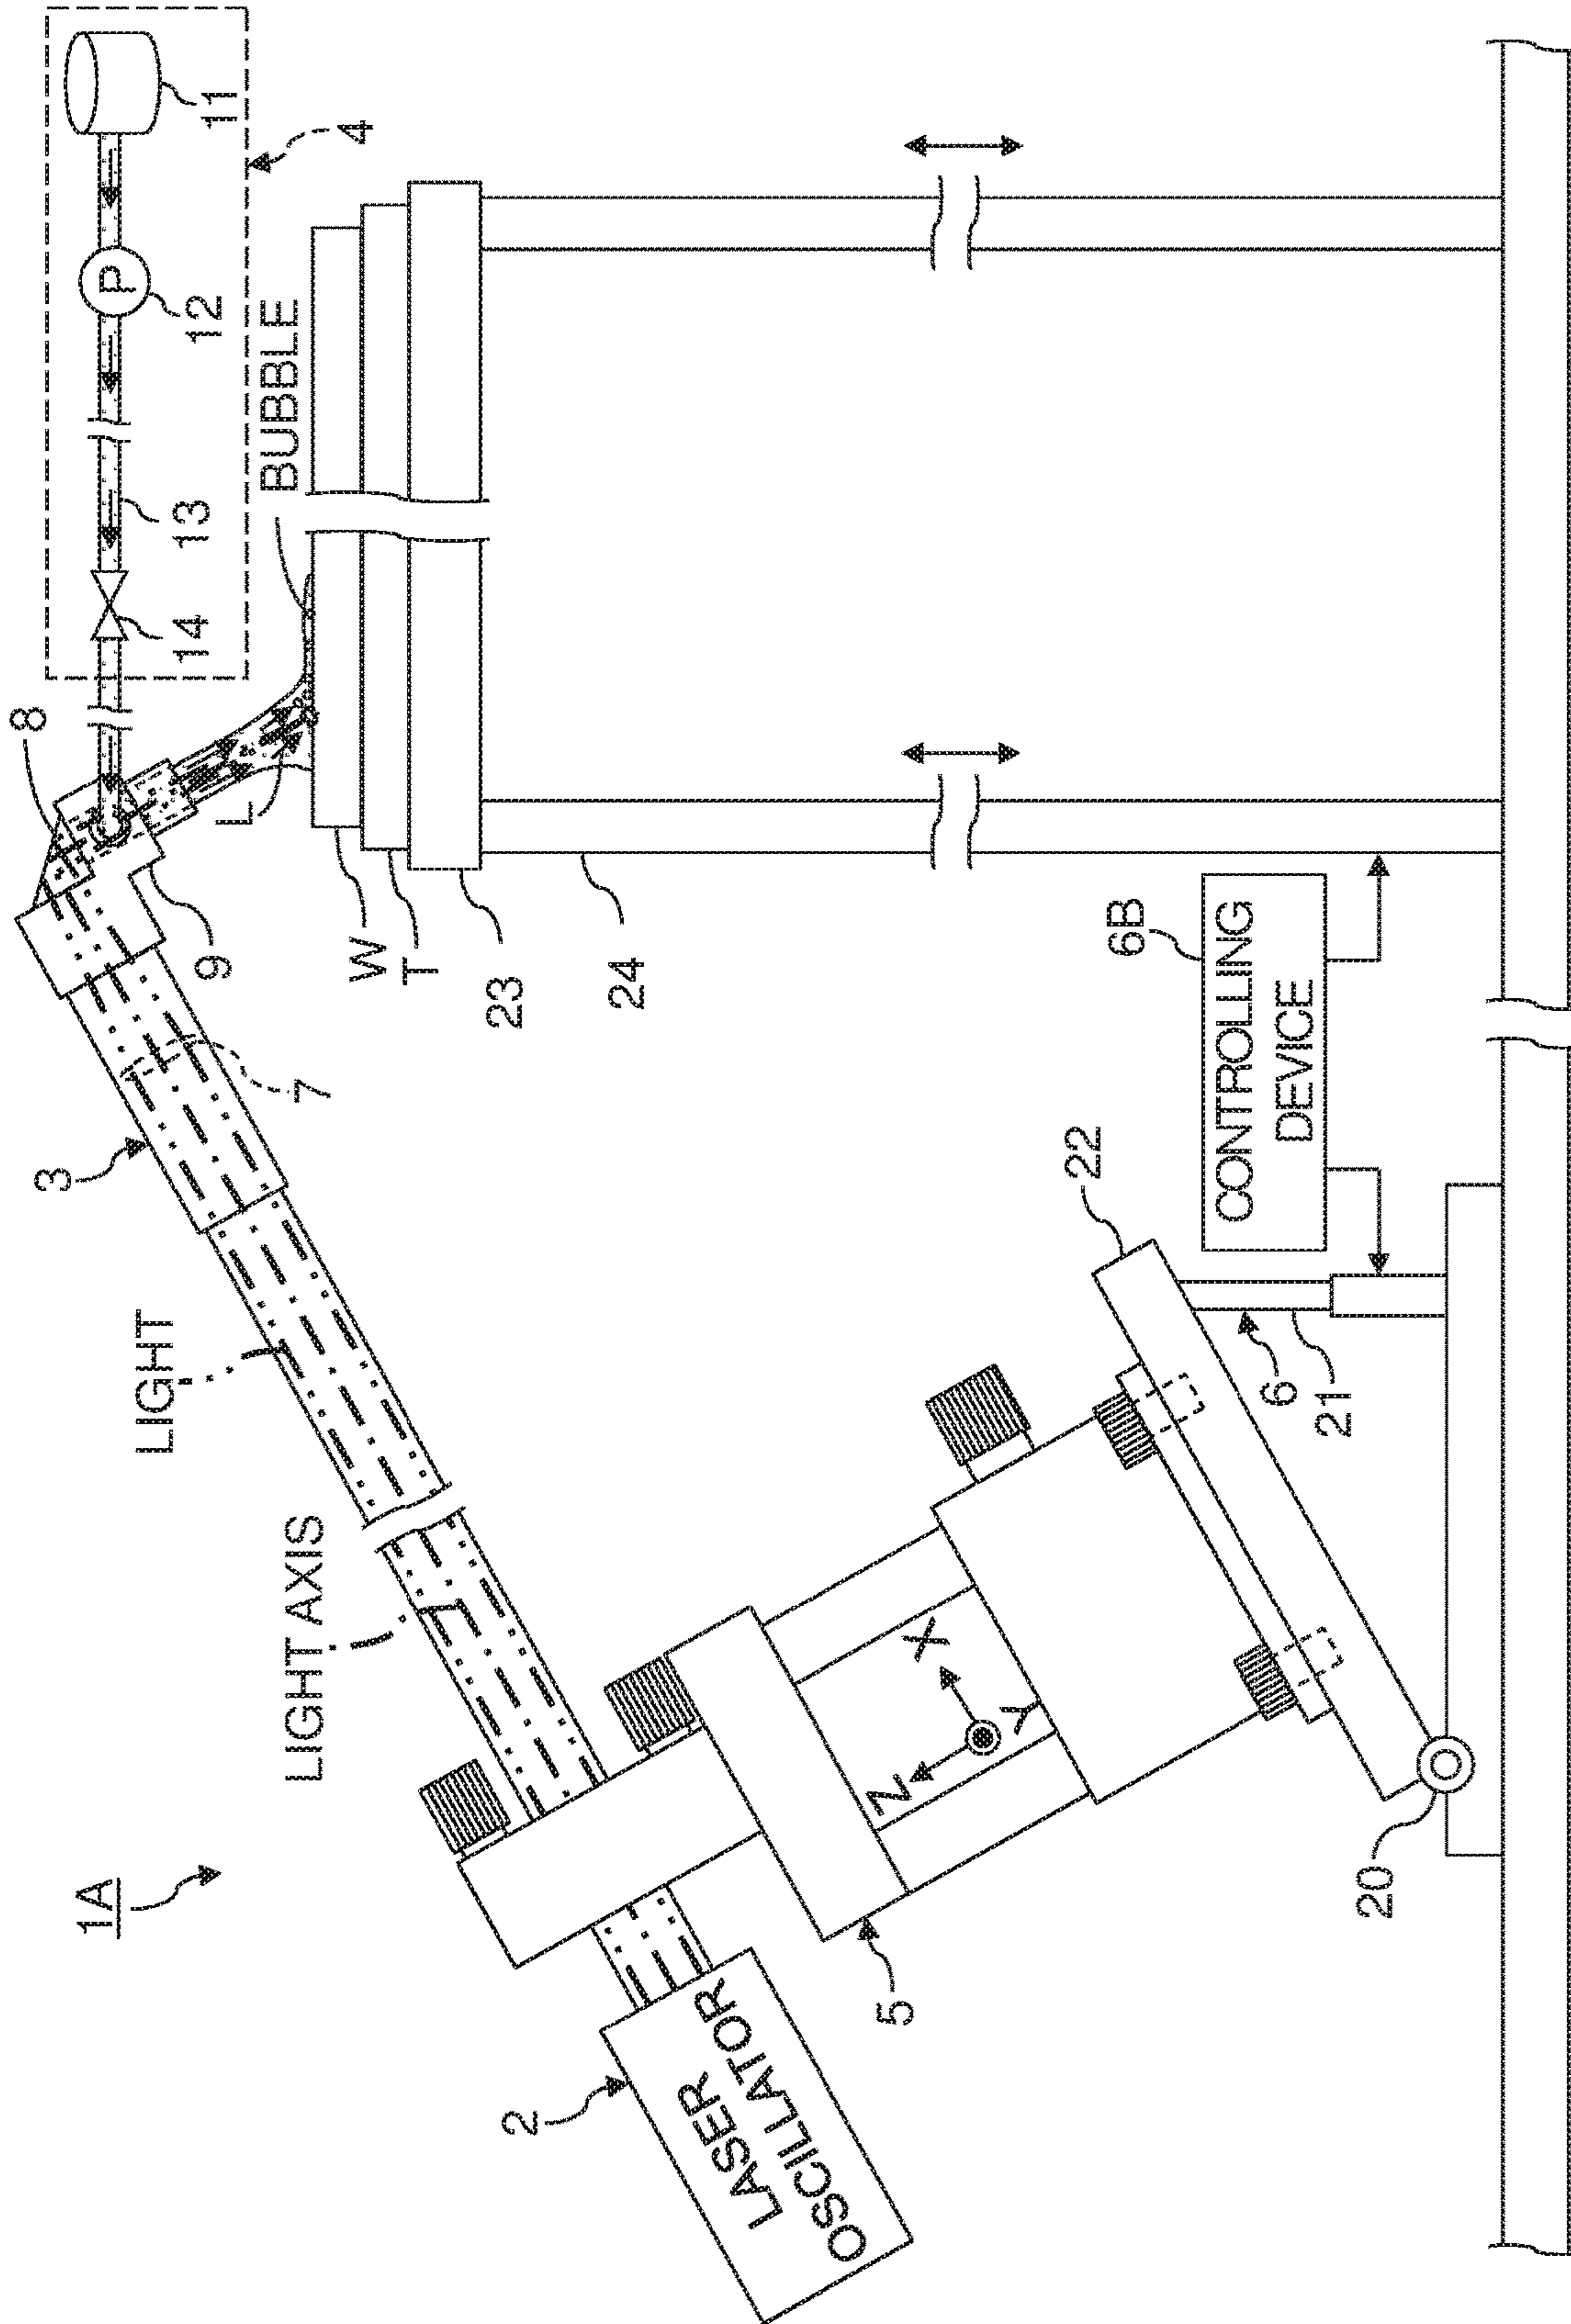 1A
LIGHT
LIGHT AXIS
3
8
7
9
L
4
11
12
P
13
14
BUBBLE
W
T
23
24
2
LASER
OSCILLATOR
5
Z
X
Y
20
22
6
21
6B
CONTROLLING
DEVICE